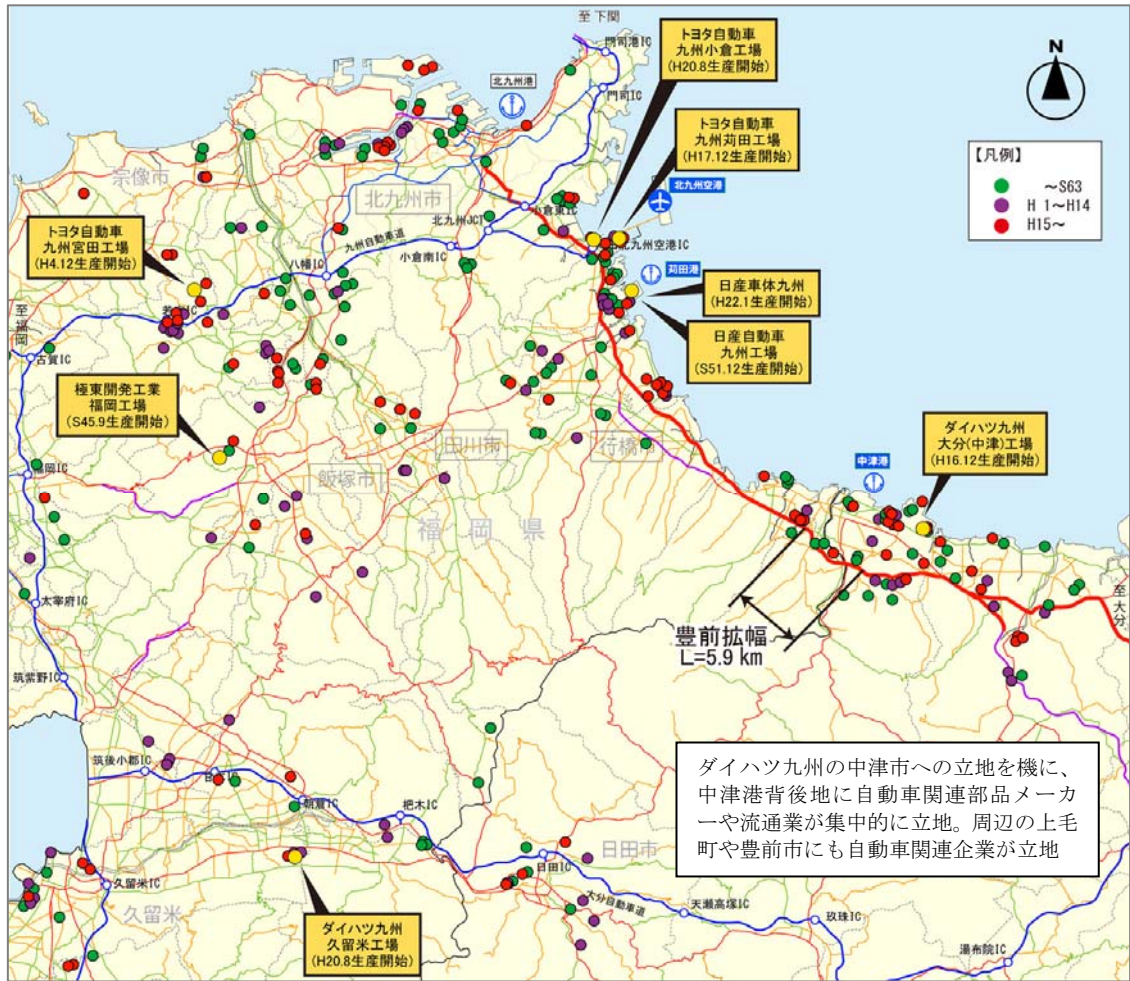 至 下関
門司港IC
門司IC
北九州港
トヨタ自動車
九州小倉工場
(H20.8生産開始)
トヨタ自動車
九州苅田工場
(H17.12生産開始)
N
【凡例】
～S63
H 1～H14
H15～
宗像市
北九州市
北九州空港
小倉東IC
北九州JCT
九州自動車道
小倉南IC
八幡IC
北九州空港IC
苅田港
トヨタ自動車
九州宮田工場
(H4.12生産開始)
日産車体九州
(H22.1生産開始)
日産自動車
九州工場
(S51.12生産開始)
至 福岡
古賀IC
極東開発工業
福岡工場
(S45.9生産開始)
福岡IC
田川市
行橋市
飯塚市
福岡県
ダイハツ九州
大分(中津)工場
(H16.12生産開始)
中津港
至 大分
太宰府IC
豊前拡幅
L=5.9 km
筑紫野IC
筑後小郡IC
朝倉IC
杷木IC
日田市
日田IC
ダイハツ九州の中津市への立地を機に、
中津港背後地に自動車関連部品メーカ
ーや流通業が集中的に立地。周辺の上毛
町や豊前市にも自動車関連企業が立地
久留米IC
久留米
大分自動車道
天瀬高塚IC
玖珠IC
湯布院IC
ダイハツ九州
久留米工場
(H20.8生産開始)